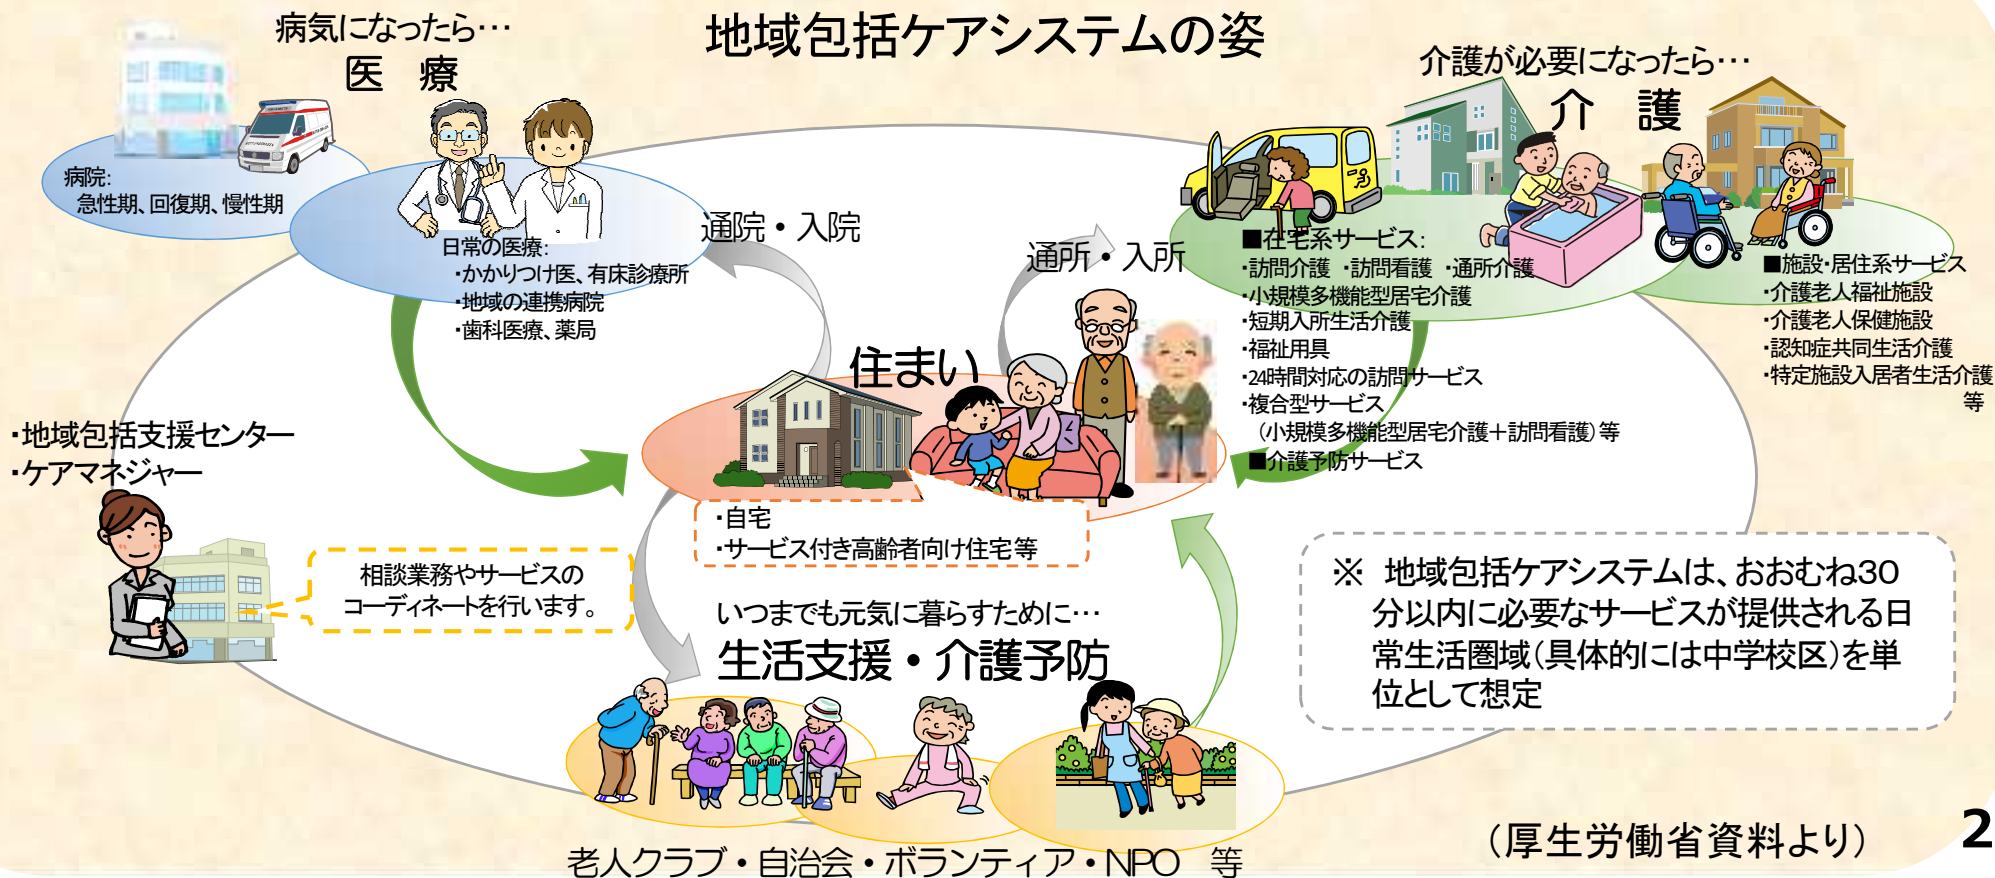 地域包括ケアシステムの姿
病気になったら…
医 療
病院:
急性期、回復期、慢性期
日常の医療:
・かかりつけ医、有床診療所
・地域の連携病院
・歯科医療、薬局
通院・入院
通所・入所
介護が必要になったら…
介 護
■在宅系サービス:
・訪問介護 ・訪問看護 ・通所介護
・小規模多機能型居宅介護
・短期入所生活介護
・福祉用具
・24時間対応の訪問サービス
・複合型サービス
(小規模多機能型居宅介護+訪問看護)等
■介護予防サービス
■施設・居住系サービス
・介護老人福祉施設
・介護老人保健施設
・認知症共同生活介護
・特定施設入居者生活介護
等
住まい
・自宅
・サービス付き高齢者向け住宅等
・地域包括支援センター
・ケアマネジャー
相談業務やサービスの
コーディネートを行います。
いつまでも元気に暮らすために…
生活支援・介護予防
老人クラブ・自治会・ボランティア・NPO 等
※ 地域包括ケアシステムは、おおむね30
分以内に必要なサービスが提供される日
常生活圏域(具体的には中学校区)を単
位として想定
(厚生労働省資料より)
2